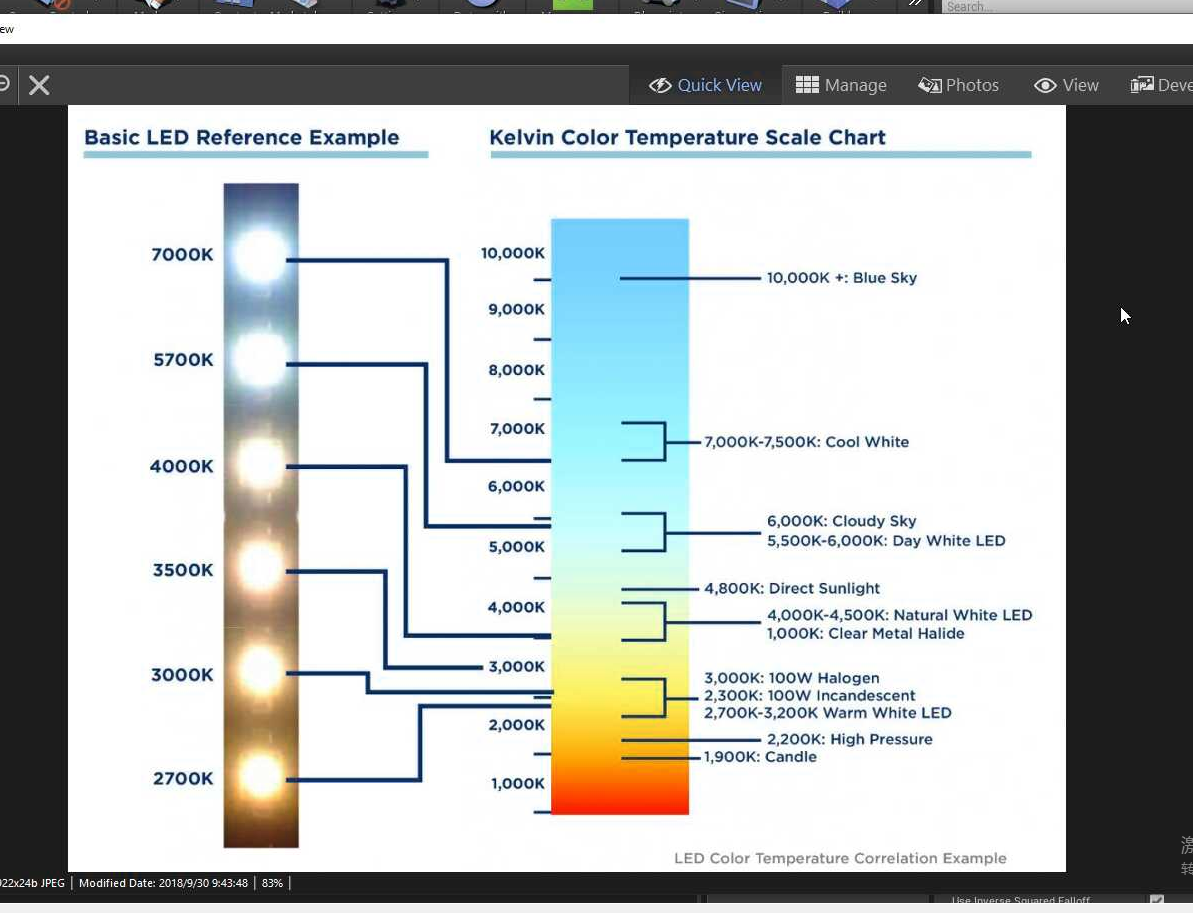 Search...
ew
Quick View
Manage
Photos
View
Deve
Basic LED Reference Example
Kelvin Color Temperature Scale Chart
7000K
5700K
4000K
3500K
3000K
2700K
10,000K
9,000K
8,000K
7,000K
6,000K
5,000K
4,000K
3,000K
2,000K
1,000K
10,000K +: Blue Sky
7,000K-7,500K: Cool White
6,000K: Cloudy Sky
5,500K-6,000K: Day White LED
4,800K: Direct Sunlight
4,000K-4,500K: Natural White LED
1,000K: Clear Metal Halide
3,000K: 100W Halogen
2,300K: 100W Incandescent
2,700K-3,200K Warm White LED
2,200K: High Pressure
1,900K: Candle
LED Color Temperature Correlation Example
922x24b JPEG | Modified Date: 2018/9/30 9:43:48 | 83% |
激
转
Use Inverse Squared Falloff